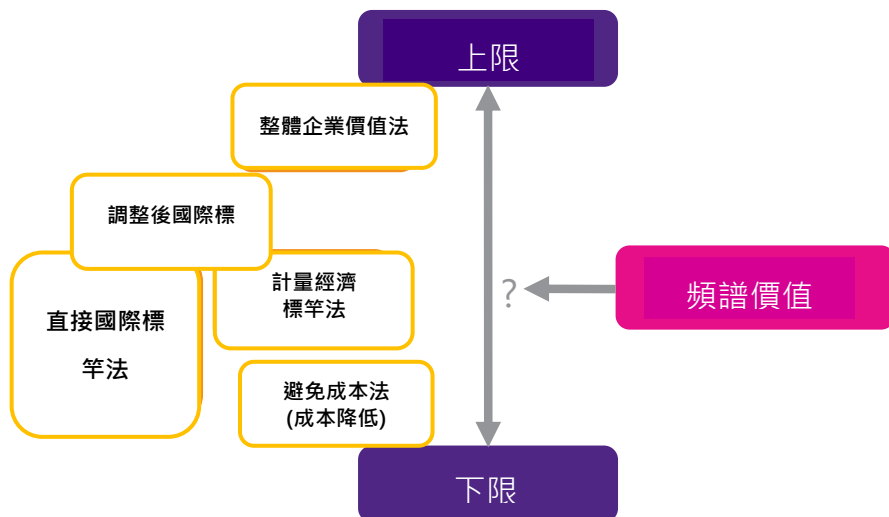 上限
整體企業價值法
調整後國際標
計量經濟
標竿法
直接國際標
竿法
?
頻譜價值
避免成本法
(成本降低)
下限